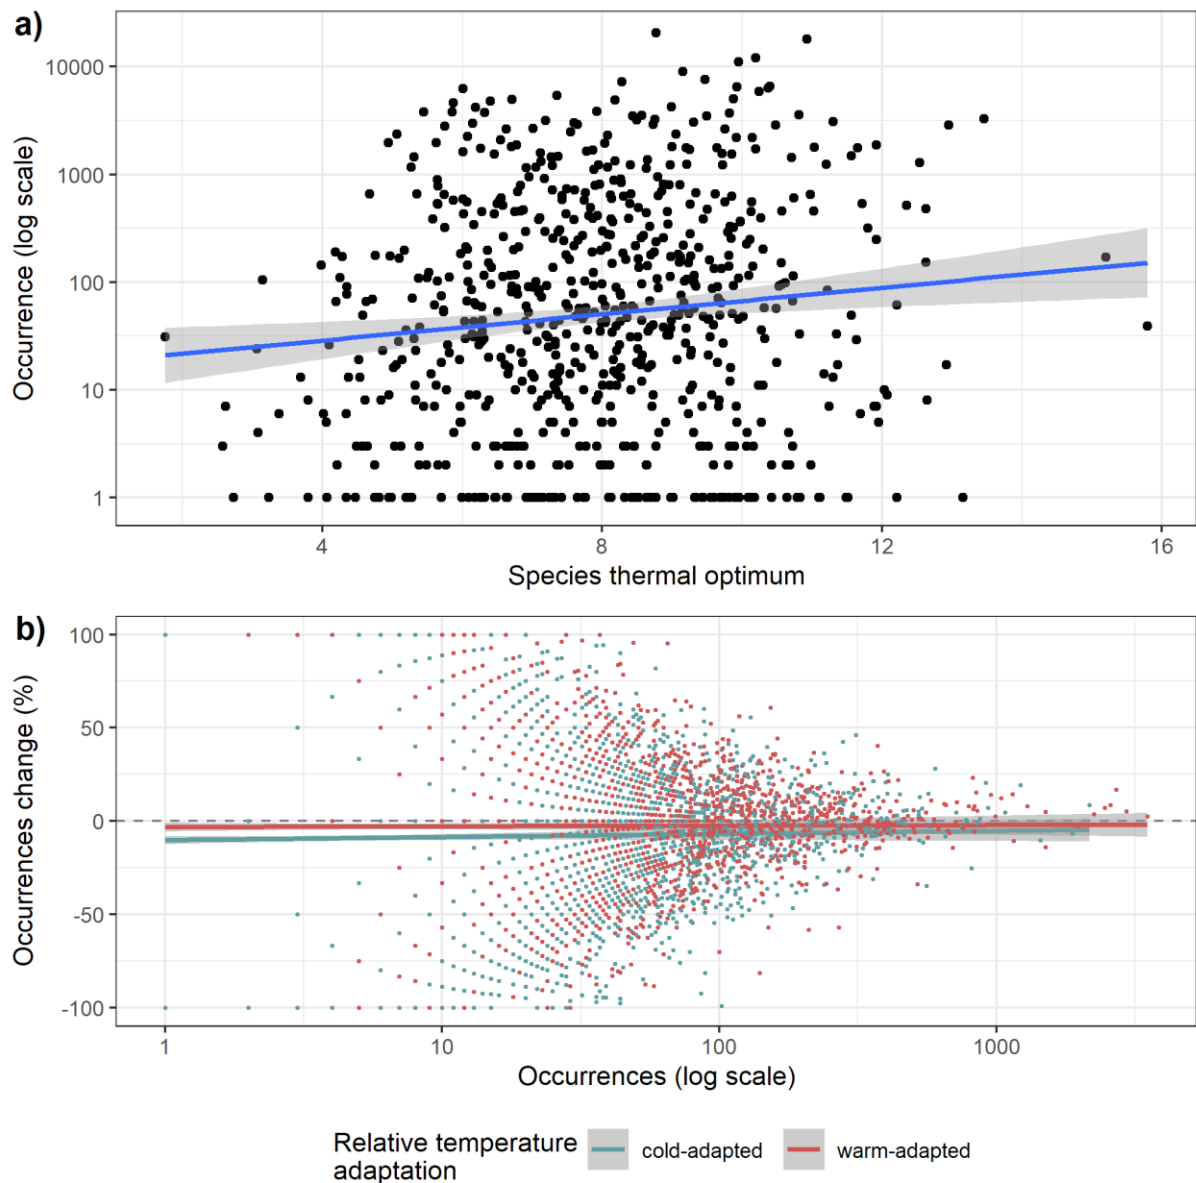 a)
Occurrence (log scale)
10000
1000
100
10
1
4 8 12 16
Species thermal optimum
b)
Occurrences change (%)
100
50
0
-50
-100
1 10 100 1000
Occurrences (log scale)
Relative temperature
adaptation
cold-adapted
warm-adapted